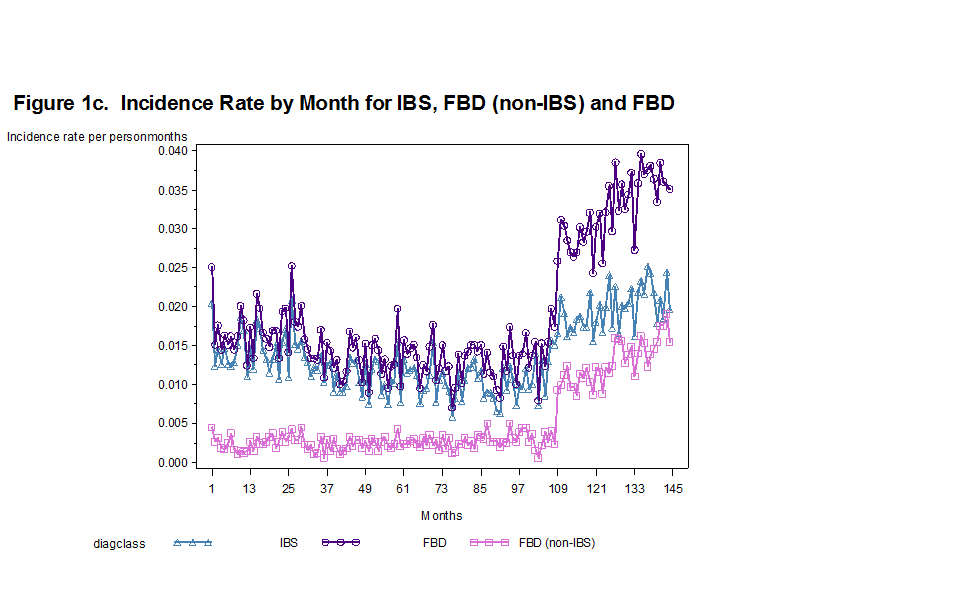 Figure 1c. Incidence Rate by Month for IBS, FBD (non-IBS) and FBD
Incidence rate per personmonths
0.040
0.035
0.030
0.025
0.020
0.015
0.010
0.005
0.000
1 13 25 37 49 61 73 85 97 109 121 133 145
Months
diagclass IBS FBD FBD (non-IBS)